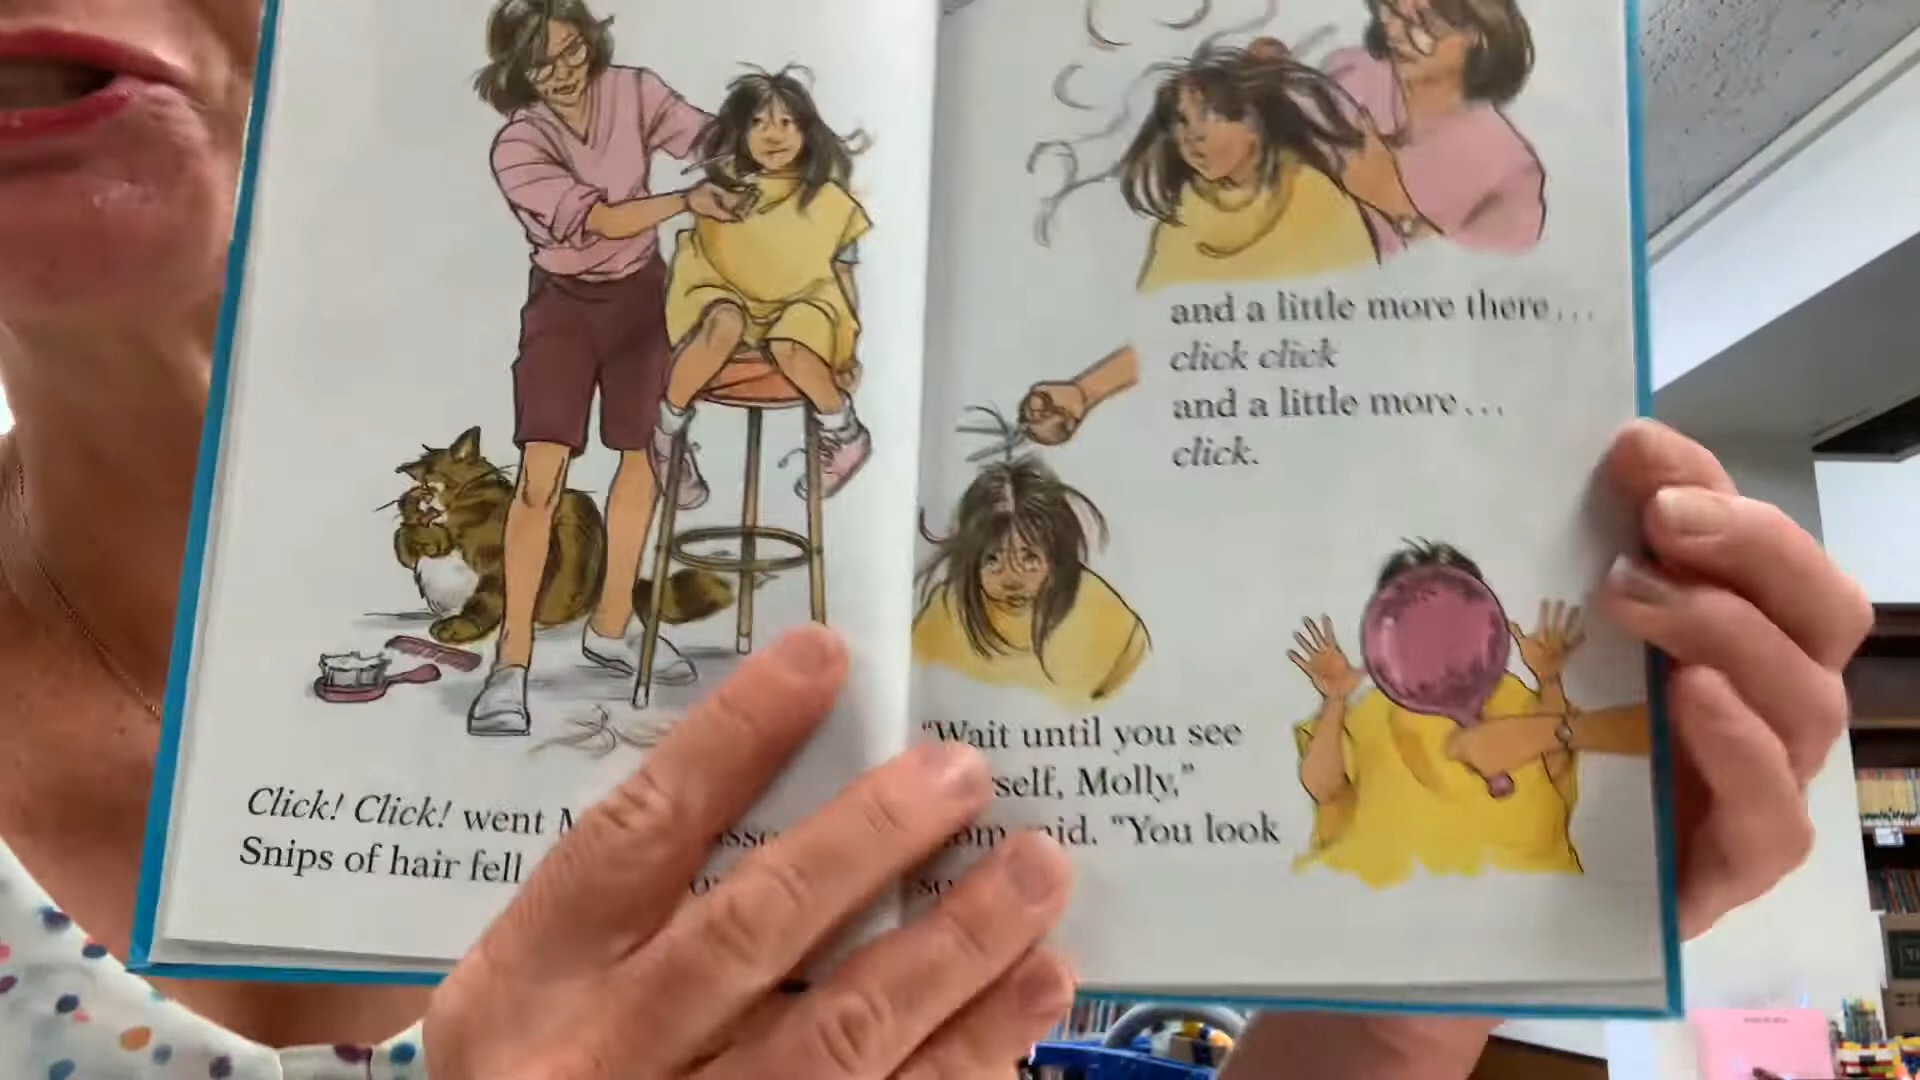 Click! Click! went
Snips of hair fell
and a little more there...
click click
and a little more...
click.
"Wait until you see
self, Molly,"
"You look